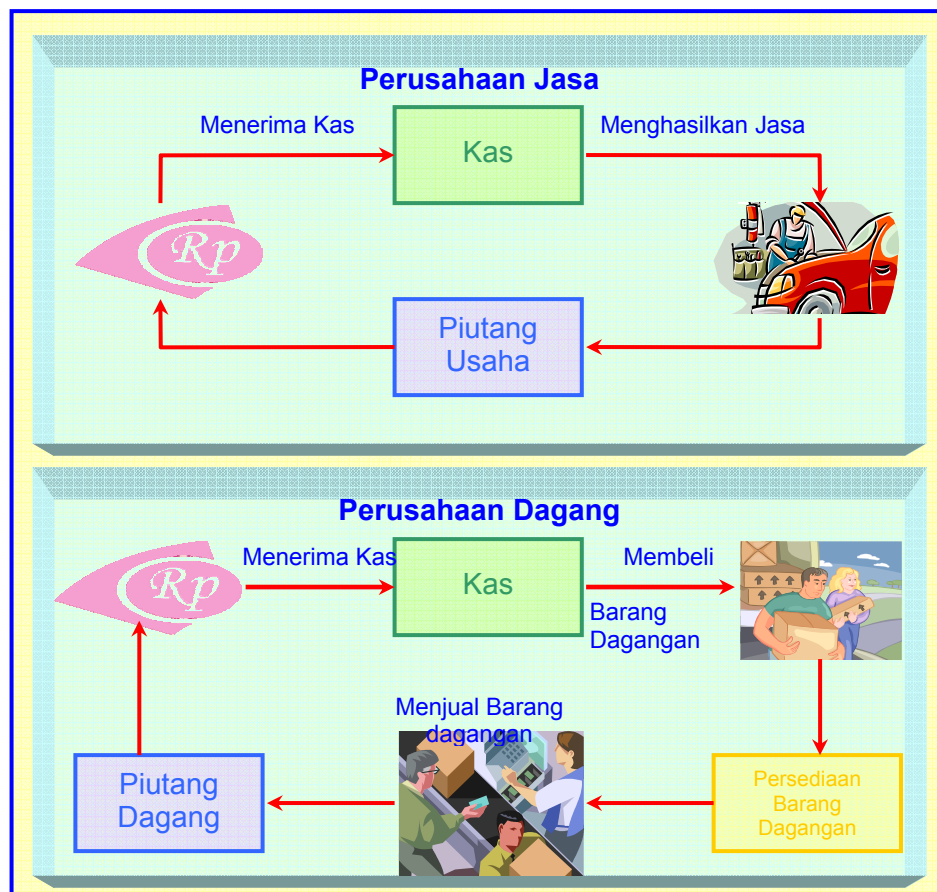 Perusahaan Jasa
Menerima Kas
Kas
Menghasilkan Jasa
Rp
Piutang
Usaha
Perusahaan Dagang
Rp
Menerima Kas
Kas
Membeli
Barang
Dagangan
Menjual Barang
dagangan
Piutang
Dagang
Persediaan
Barang
Dagangan